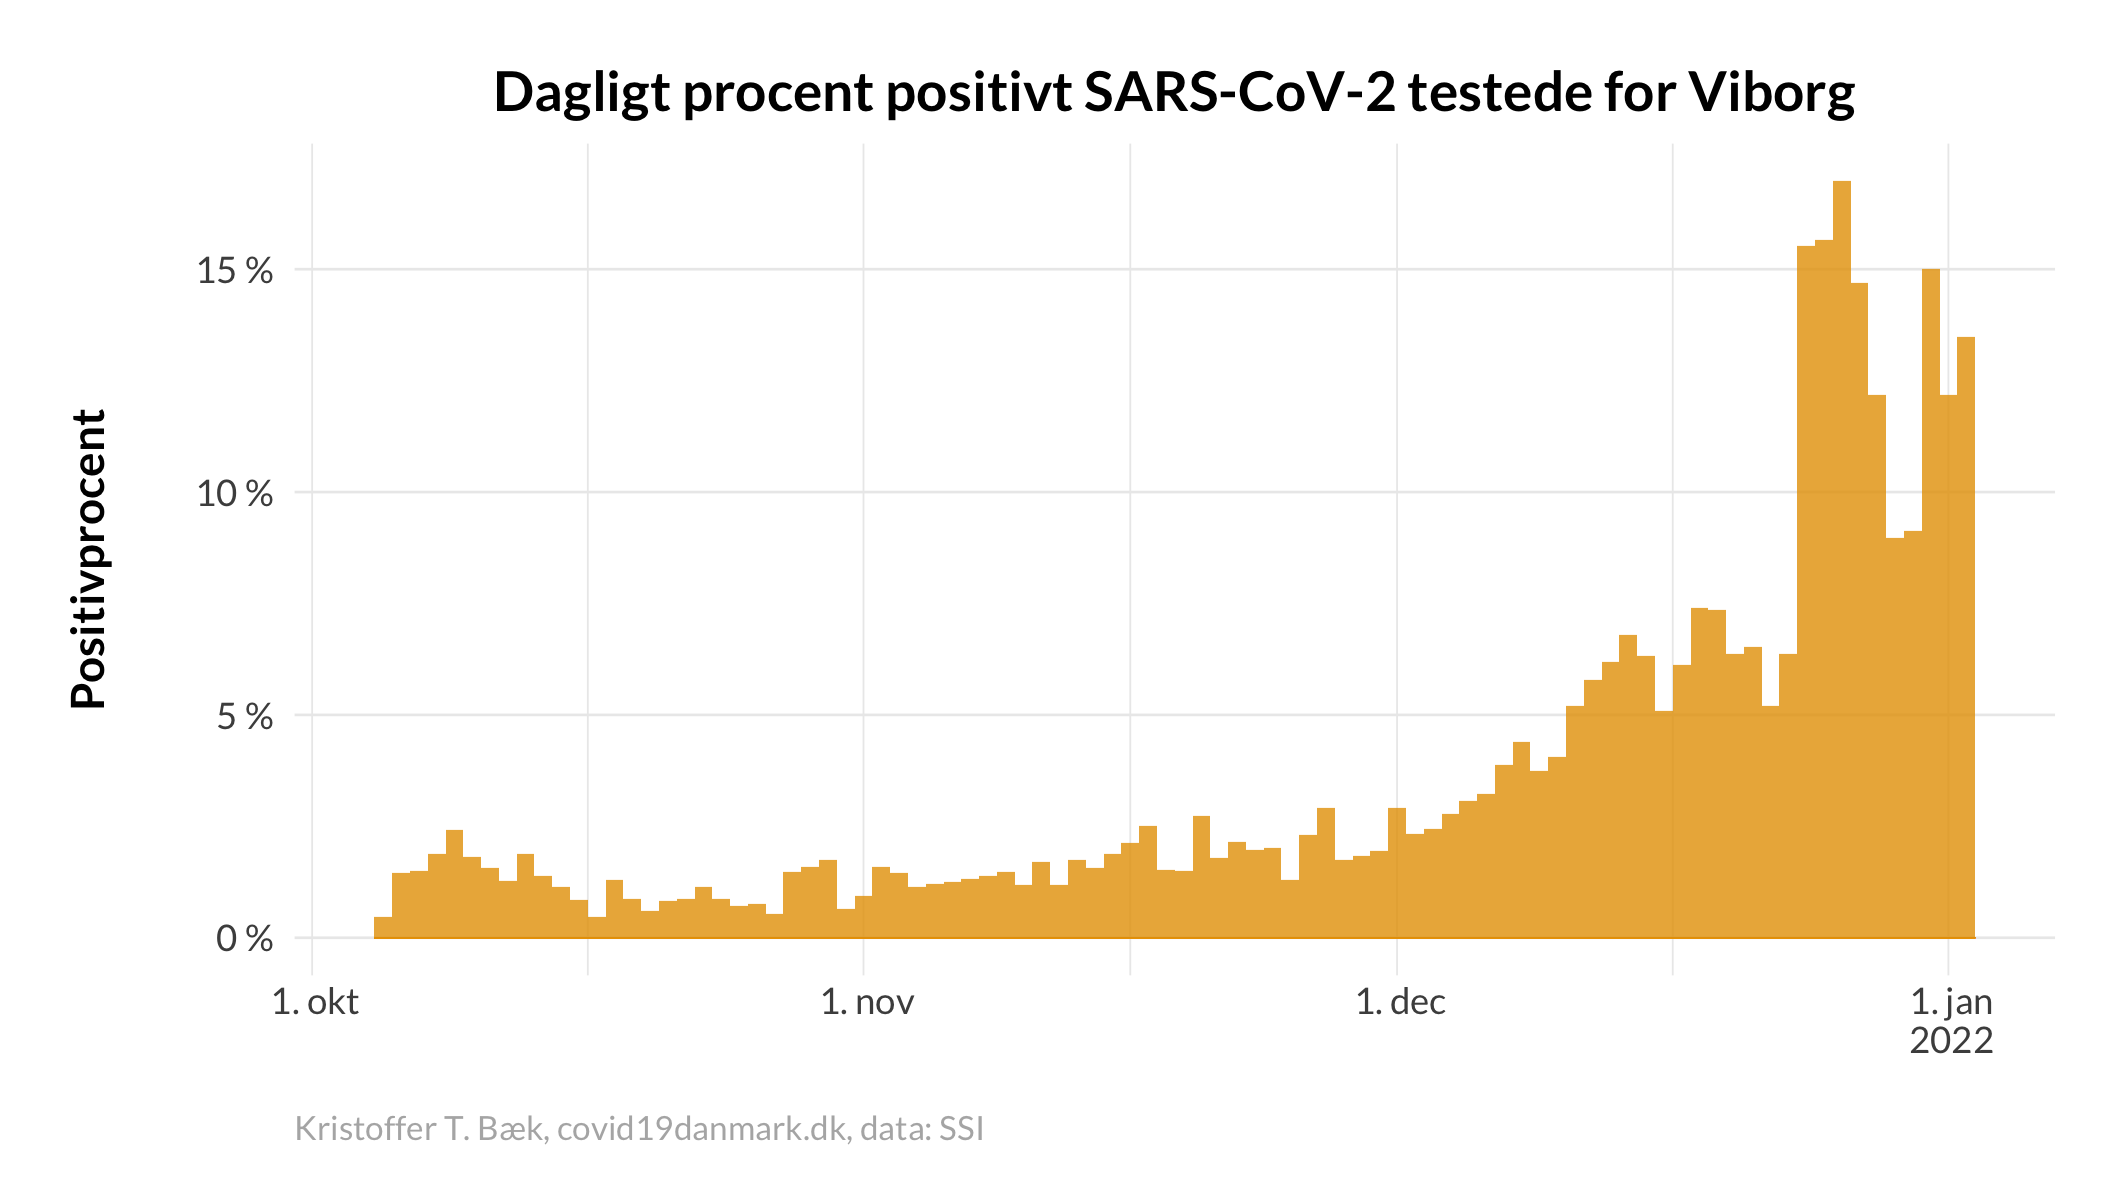 Dagligt procent positivt SARS-CoV-2 testede for Viborg
Positivprocent
15 %
10 %
5 %
0 %
1. okt
1. nov
1. dec
1. jan
2022
Kristoffer T. Bæk, covid19danmark.dk, data: SSI